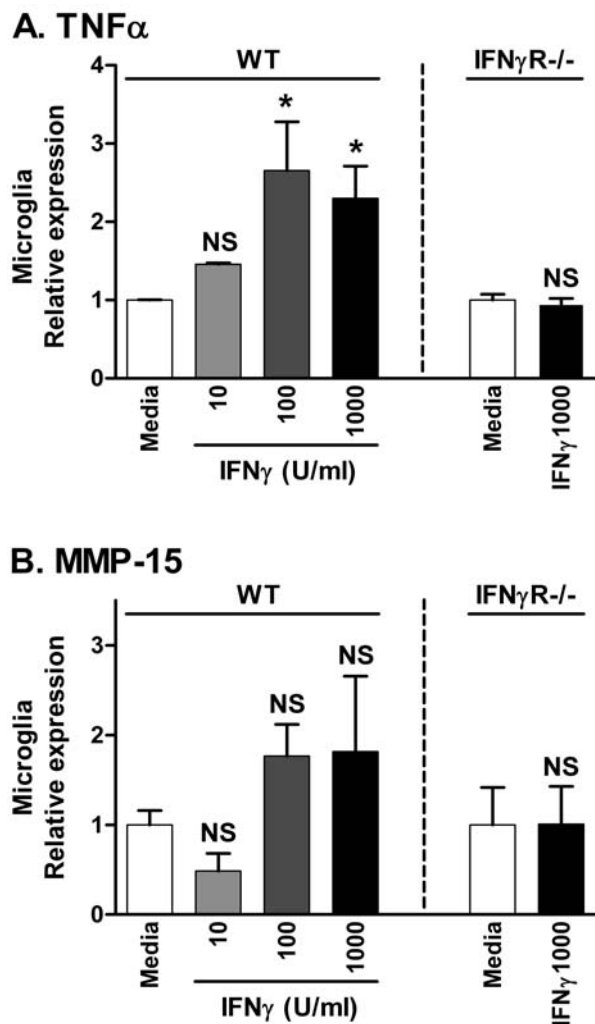 A. TNFα
WT
IFNγR-/-
Microglia
Relative expression
4
3
2
1
0
NS
*
*
NS
Media
10
100
1000
Media
IFNγ1000
IFNγ (U/ml)
B. MMP-15
WT
IFNγR-/-
Microglia
Relative expression
3
2
1
0
NS
NS
NS
NS
Media
10
100
1000
Media
IFNγ1000
IFNγ (U/ml)